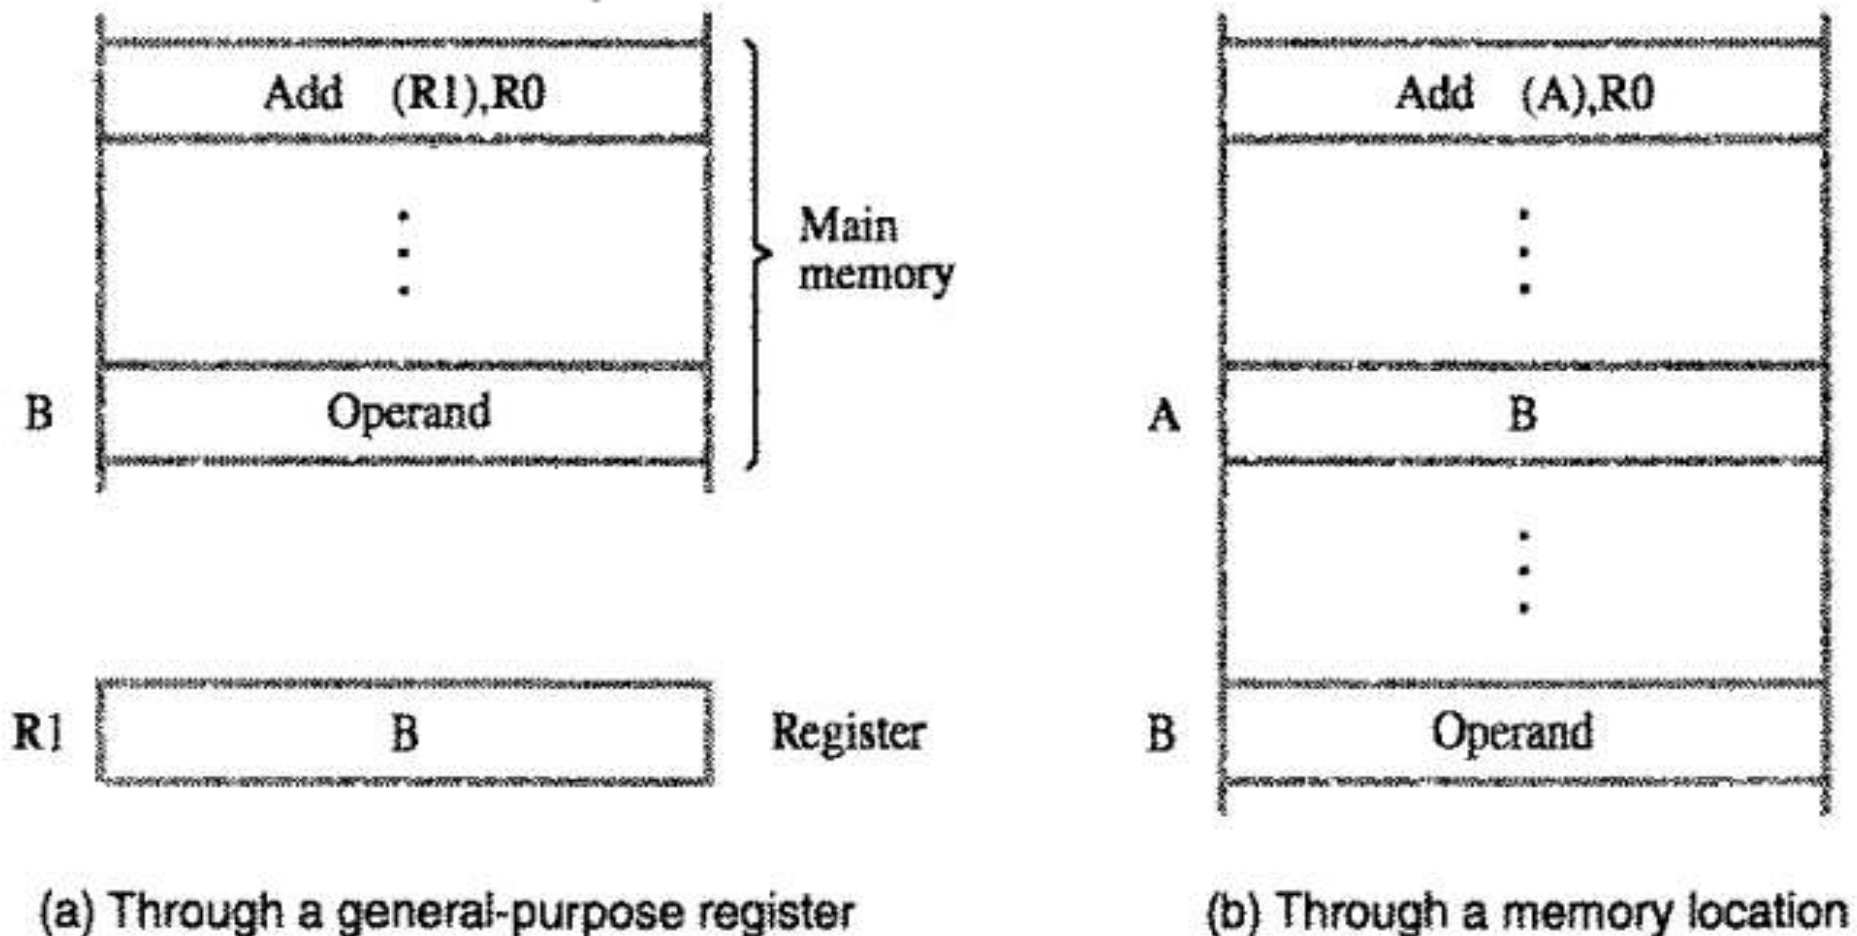 Add (R1),R0
Main
memory
B
Operand
R1
B
Register
(a) Through a general-purpose register
Add (A),R0
A
B
B
Operand
(b) Through a memory location